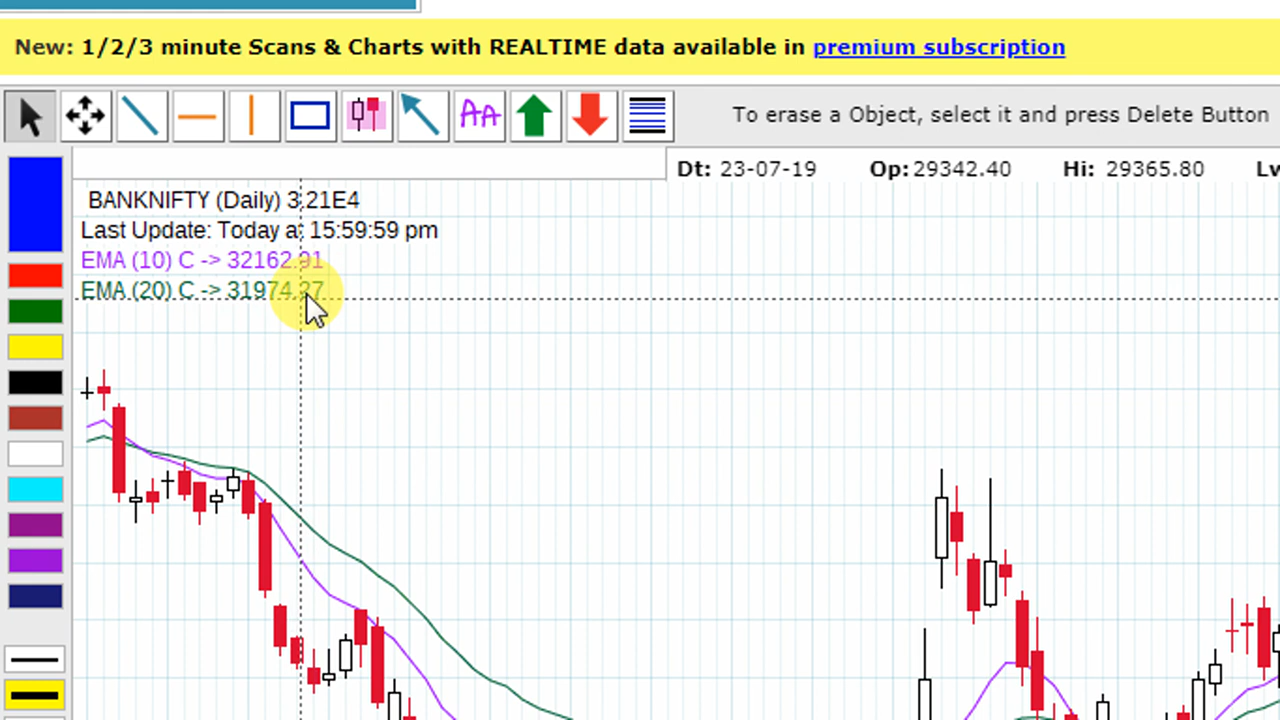 New: 1/2/3 minute Scans & Charts with REALTIME data available in premium subscription
AA
To erase a Object, select it and press Delete Button
Dt: 23-07-19 Op:29342.40 Hi: 29365.80 Lw
BANKNIFTY (Daily) 3.21E4
Last Update: Today at 15:59:59 pm
EMA (10) C -> 32162.91
EMA (20) C -> 31974.27